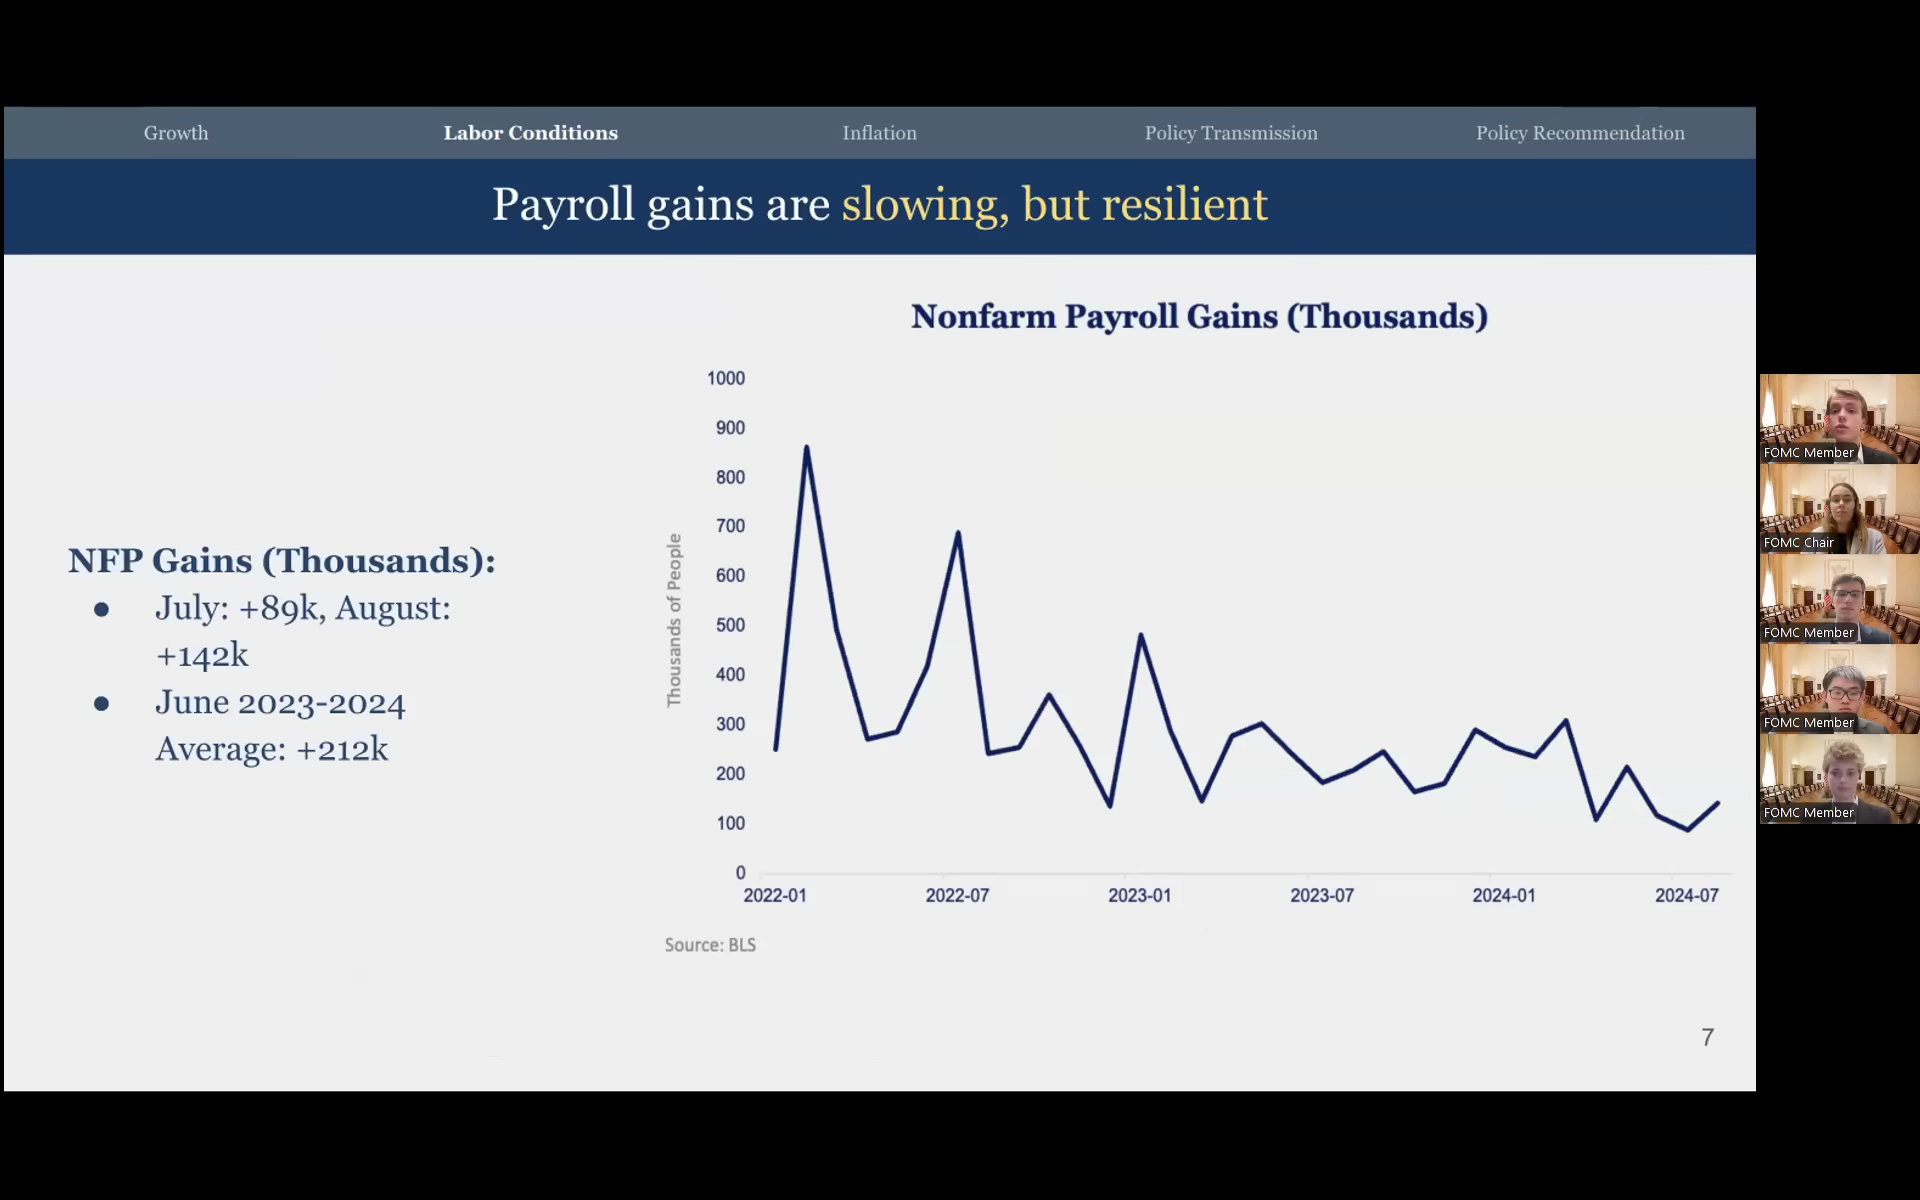 Growth
Labor Conditions
Inflation
Policy Transmission
Policy Recommendation
Payroll gains are slowing, but resilient
NFP Gains (Thousands):
● July: +89k, August:
+142k
● June 2023-2024
Average: +212k
Nonfarm Payroll Gains (Thousands)
Thousands of People
1000
900
800
700
600
500
400
300
200
100
0
2022-01
2022-07
2023-01
2023-07
2024-01
2024-07
Source: BLS
7
FOMC Member
FOMC Chair
FOMC Member
FOMC Member
FOMC Member